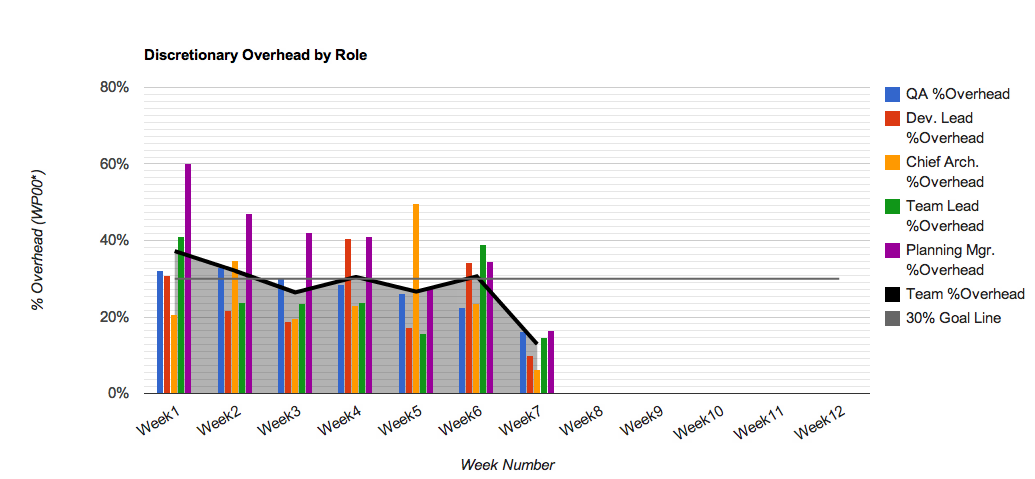 Discretionary Overhead by Role
80%
60%
40%
20%
0%
% Overhead (WP00*)
Week1
Week2
Week3
Week4
Week5
Week6
Week7
Week8
Week9
Week10
Week11
Week12
Week Number
QA %Overhead
Dev. Lead
%Overhead
Chief Arch.
%Overhead
Team Lead
%Overhead
Planning Mgr.
%Overhead
Team %Overhead
30% Goal Line